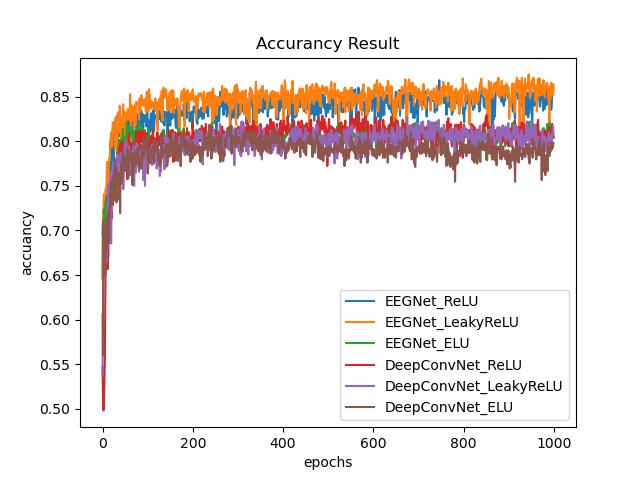 Accurancy Result
accuancy
0.85
0.80
0.75
0.70
0.65
0.60
0.55
0.50
EEGNet_ReLU
EEGNet_LeakyReLU
EEGNet_ELU
DeepConvNet_ReLU
DeepConvNet_LeakyReLU
DeepConvNet_ELU
0 200 400 600 800 1000
epochs